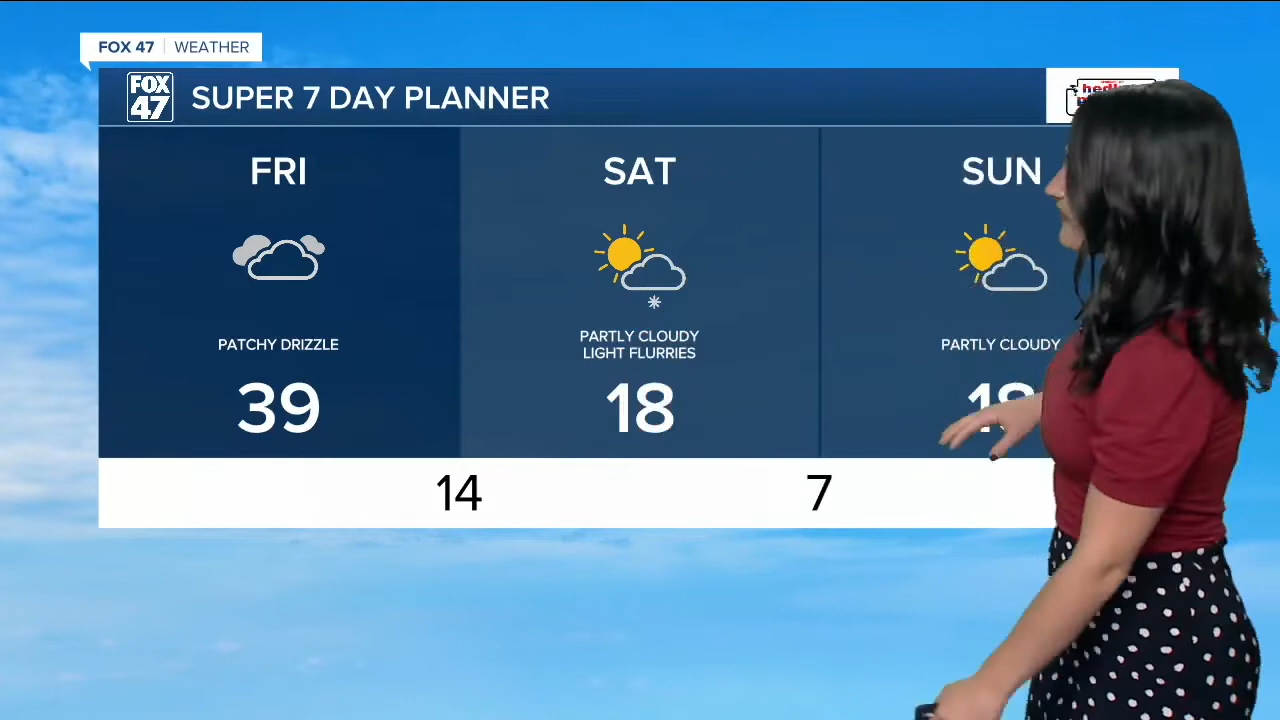 FOX 47 WEATHER
FOX
47
SUPER 7 DAY PLANNER
FRI
SAT
SUN
PATCHY DRIZZLE
PARTLY CLOUDY
LIGHT FLURRIES
PARTLY CLOUDY
39
18
14
7